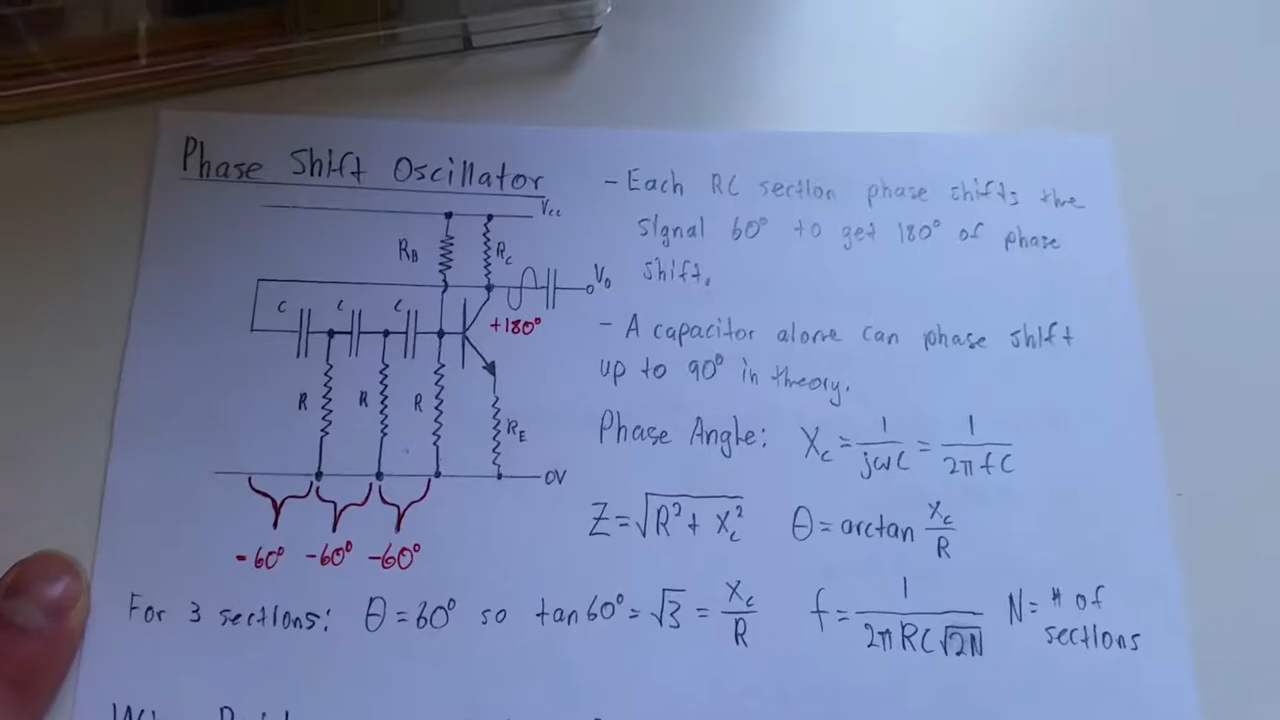 Phase Shift Oscillator
Vcc
RB
RC
Vo
C
C
C
+180°
R
R
R
RE
0V
-60° -60° -60°
- Each RC section phase shifts the
signal 60° to get 180° of phase
shift.
- A capacitor alone can phase shift
up to 90° in theory.
Phase Angle: Xc = 1/jωC = 1/2πfC
Z = √R² + Xc² θ = arctan Xc/R
For 3 sections: θ = 60° so tan 60° = √3 = Xc/R f = 1/2πRC√2N N = # of
sections